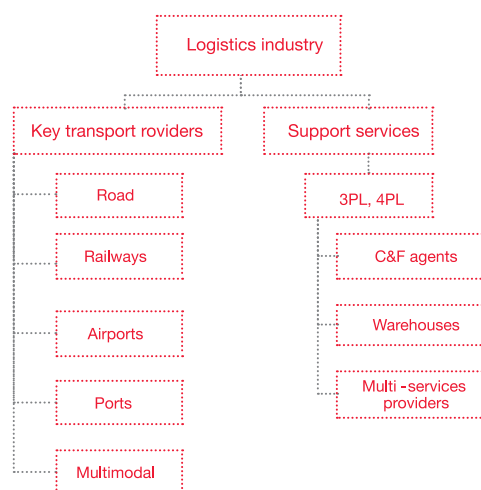 Logistics industry
Key transport roviders
Support services
Road
Railways
Airports
Ports
Multimodal
3PL, 4PL
C&F agents
Warehouses
Multi -services
providers